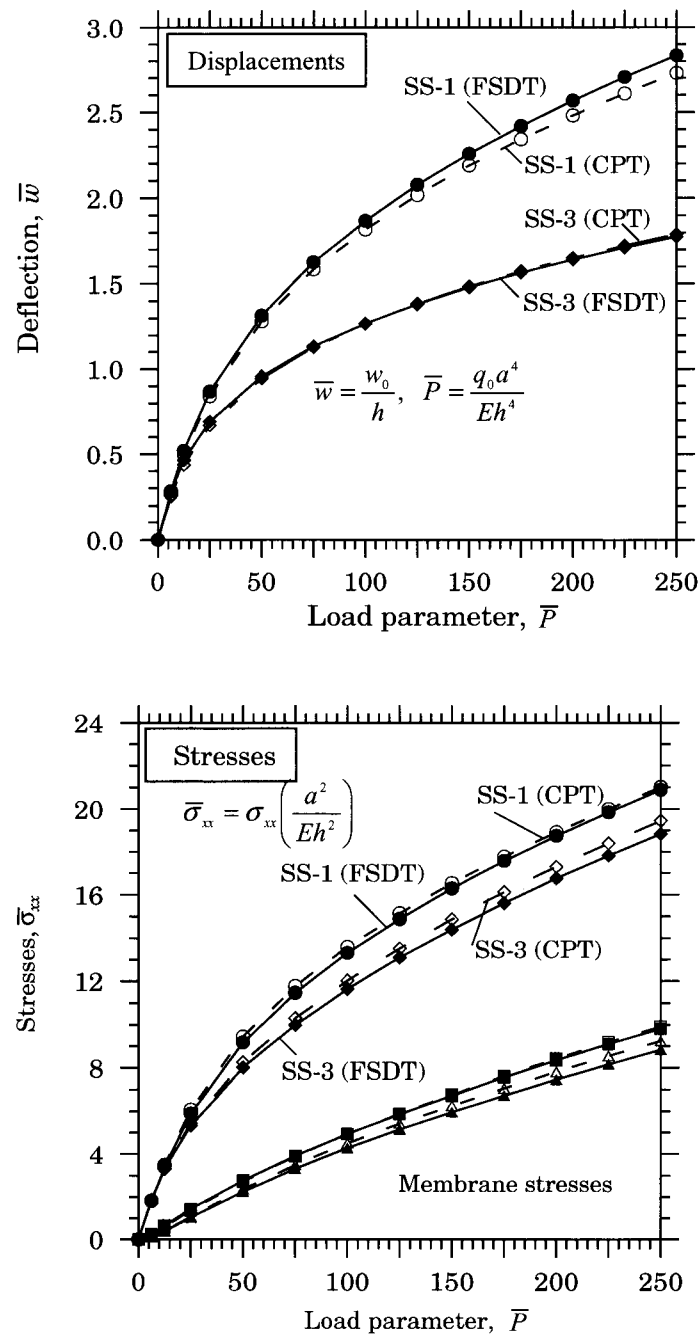 3.0
Displacements
SS-1 (FSDT)
2.5
SS-1 (CPT)
2.0
SS-3 (CPT)
Deflection, w̅
1.5
SS-3 (FSDT)
1.0
w̅ = w₀/h, P̅ = q₀a⁴/Eh⁴
0.5
0.0
0 50 100 150 200 250
Load parameter, P̅
24
Stresses
σ̅ₓₓ = σₓₓ(a²/Eh²)
20
SS-1 (CPT)
SS-1 (FSDT)
16
Stresses, σ̅ₓₓ
SS-3 (CPT)
12
8
SS-3 (FSDT)
4
Membrane stresses
0
0 50 100 150 200 250
Load parameter, P̅